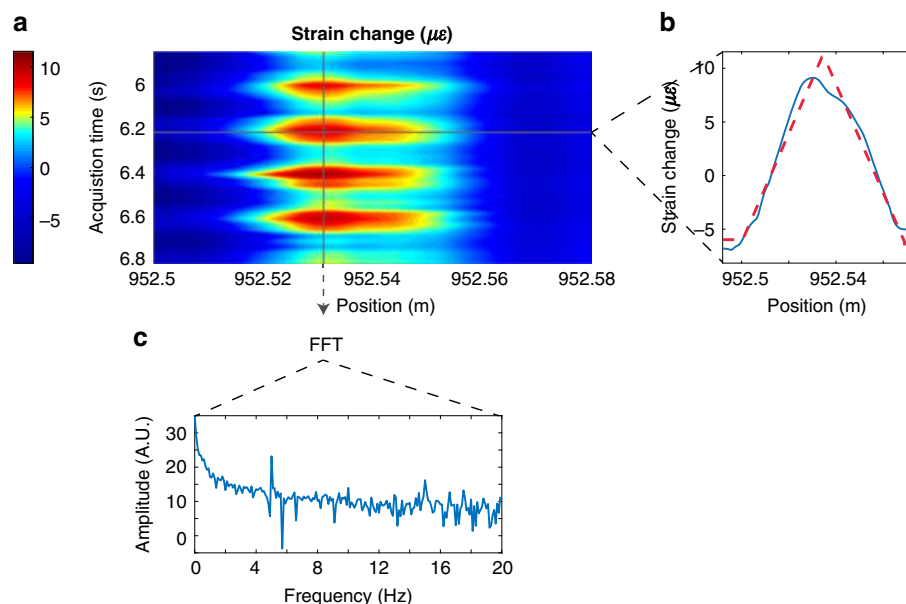 a
Strain change (με)
10
5
0
−5
Acquistion time (s)
6
6.2
6.4
6.6
6.8
952.5
952.52
952.54
952.56
952.58
Position (m)
b
Strain change (με)
10
5
0
−5
952.5
952.54
Position (m)
c
FFT
Amplitude (A.U.)
30
20
10
0
0
4
8
12
16
20
Frequency (Hz)